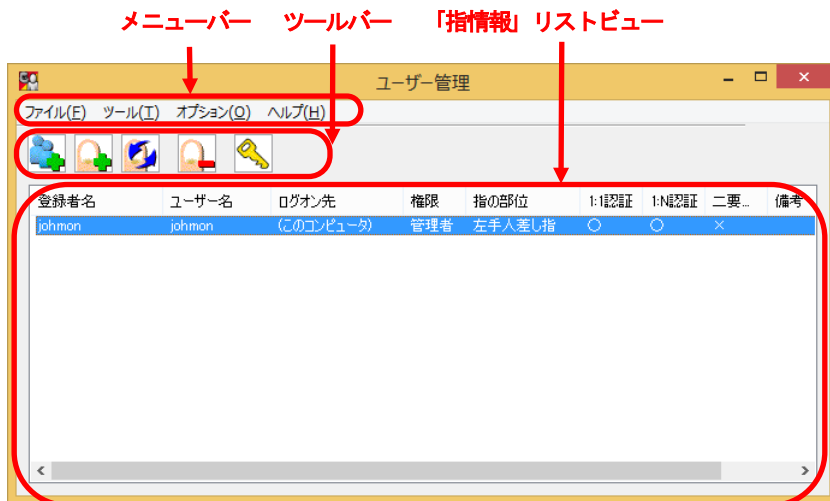 メニューバー ツールバー 「指情報」リストビュー
ユーザー管理
ファイル(F) ツール(T) オプション(O) ヘルプ(H)
登録者名 ユーザー名 ログオン先 権限 指の部位 1:1認証 1:N認証 二要... 備考
johmon johmon (このコンピュータ) 管理者 左手人差し指 ○ ○ ×